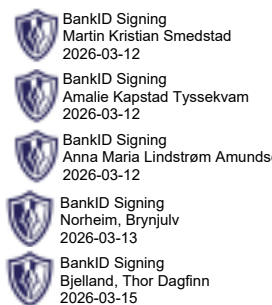 BankID Signing
Martin Kristian Smedstad
2026-03-12
BankID Signing
Amalie Kapstad Tyssekvam
2026-03-12
BankID Signing
Anna Maria Lindstrøm Amunds
2026-03-12
BankID Signing
Norheim, Brynjulv
2026-03-13
BankID Signing
Bjelland, Thor Dagfinn
2026-03-15